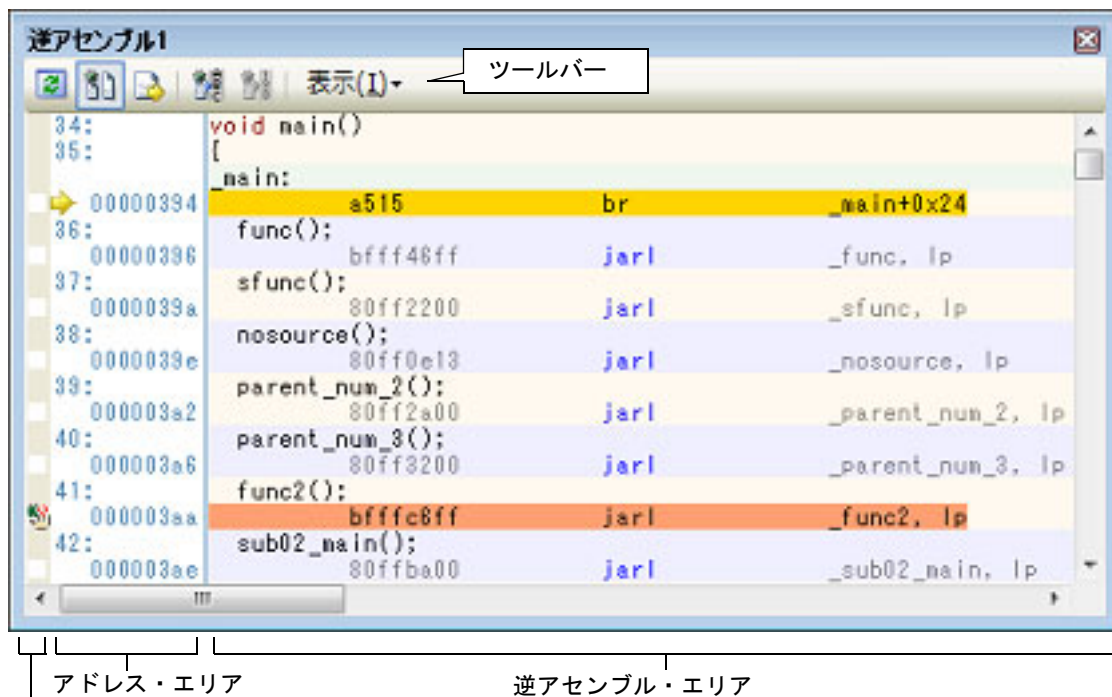 逆アセンブル1
表示(I)
ツールバー
34: void main()
35: {
_main:
00000394 a515 br _main+0x24
36: func();
00000396 bfff46ff jarl _func, lp
37: sfunc();
0000039a 80ff2200 jarl _sfunc, lp
38: nosource();
0000039e 80ff0e13 jarl _nosource, lp
39: parent_num_2();
000003a2 80ff2a00 jarl _parent_num_2, lp
40: parent_num_3();
000003a6 80ff3200 jarl _parent_num_3, lp
41: func2();
000003aa bfffc6ff jarl _func2, lp
42: sub02_main();
000003ae 80ffba00 jarl _sub02_main, lp
アドレス・エリア
逆アセンブル・エリア